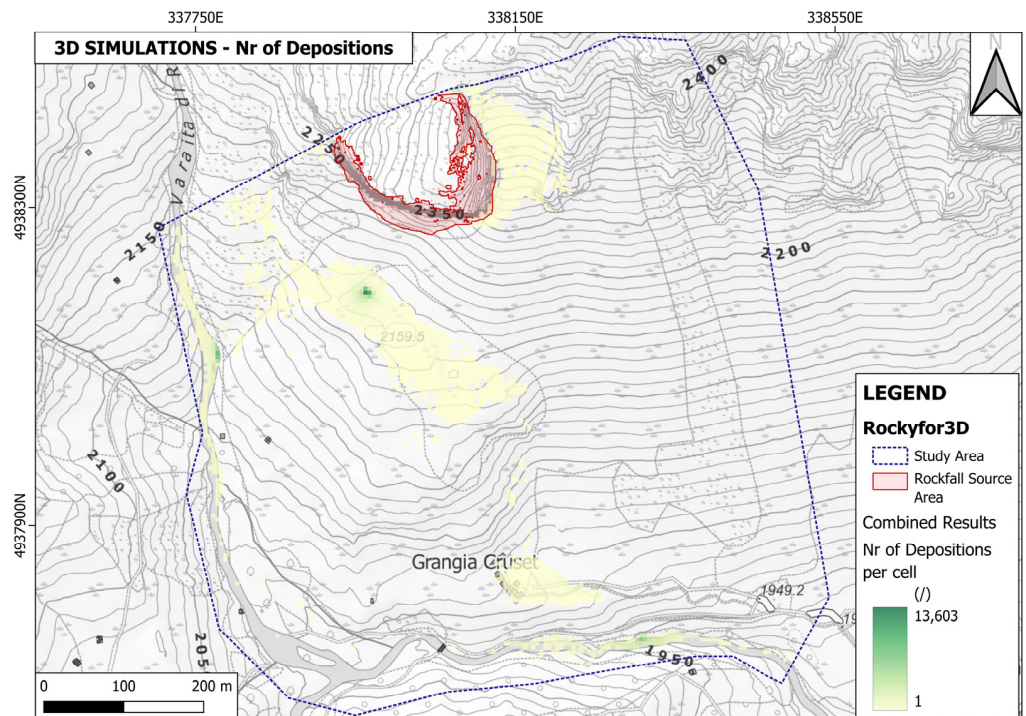 337750E
338150E
338550E
3D SIMULATIONS - Nr of Depositions
N
2400
Varaita
2250
4938300N
2350
2150
2200
2159.5
LEGEND
Rockyfor3D
Study Area
Rockfall Source
Area
2100
4937900N
Combined Results
Nr of Depositions
per cell
(/)
13,603
1
Grangia Cruset
1949.2
19
205
1950
0 100 200 m